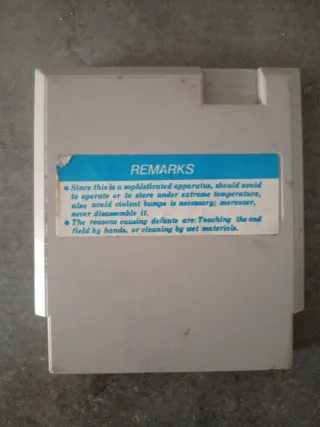 REMARKS
● Since this is a sophisticated apparatus, should avoid
to operate or to store under extreme temperature,
also avoid violent bumps is necessary; moreover,
never disassemble it.
● The reasons causing defauts are: Touching the end
field by hands, or cleaning by wet materials.